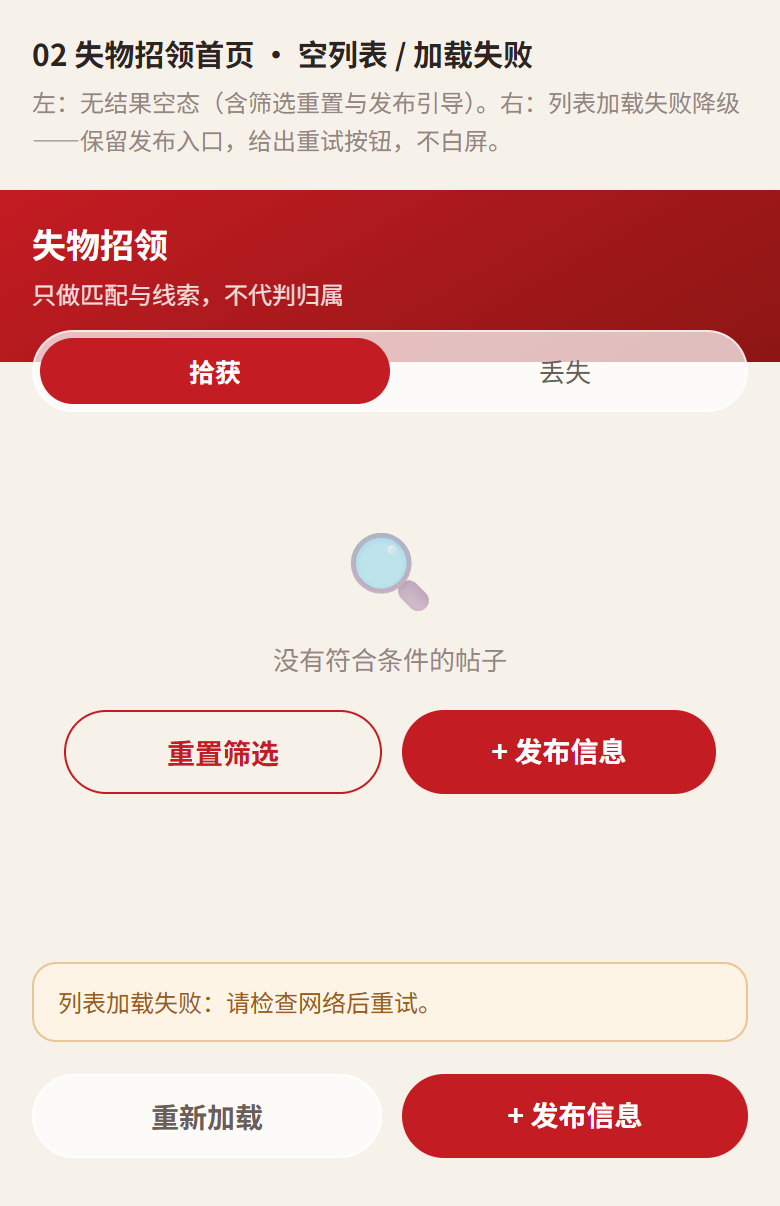 02 失物招领首页 · 空列表 / 加载失败
左：无结果空态（含筛选重置与发布引导）。右：列表加载失败降级
——保留发布入口，给出重试按钮，不白屏。
失物招领
只做匹配与线索，不代判归属
拾获
丢失
没有符合条件的帖子
重置筛选
+ 发布信息
列表加载失败：请检查网络后重试。
重新加载
+ 发布信息